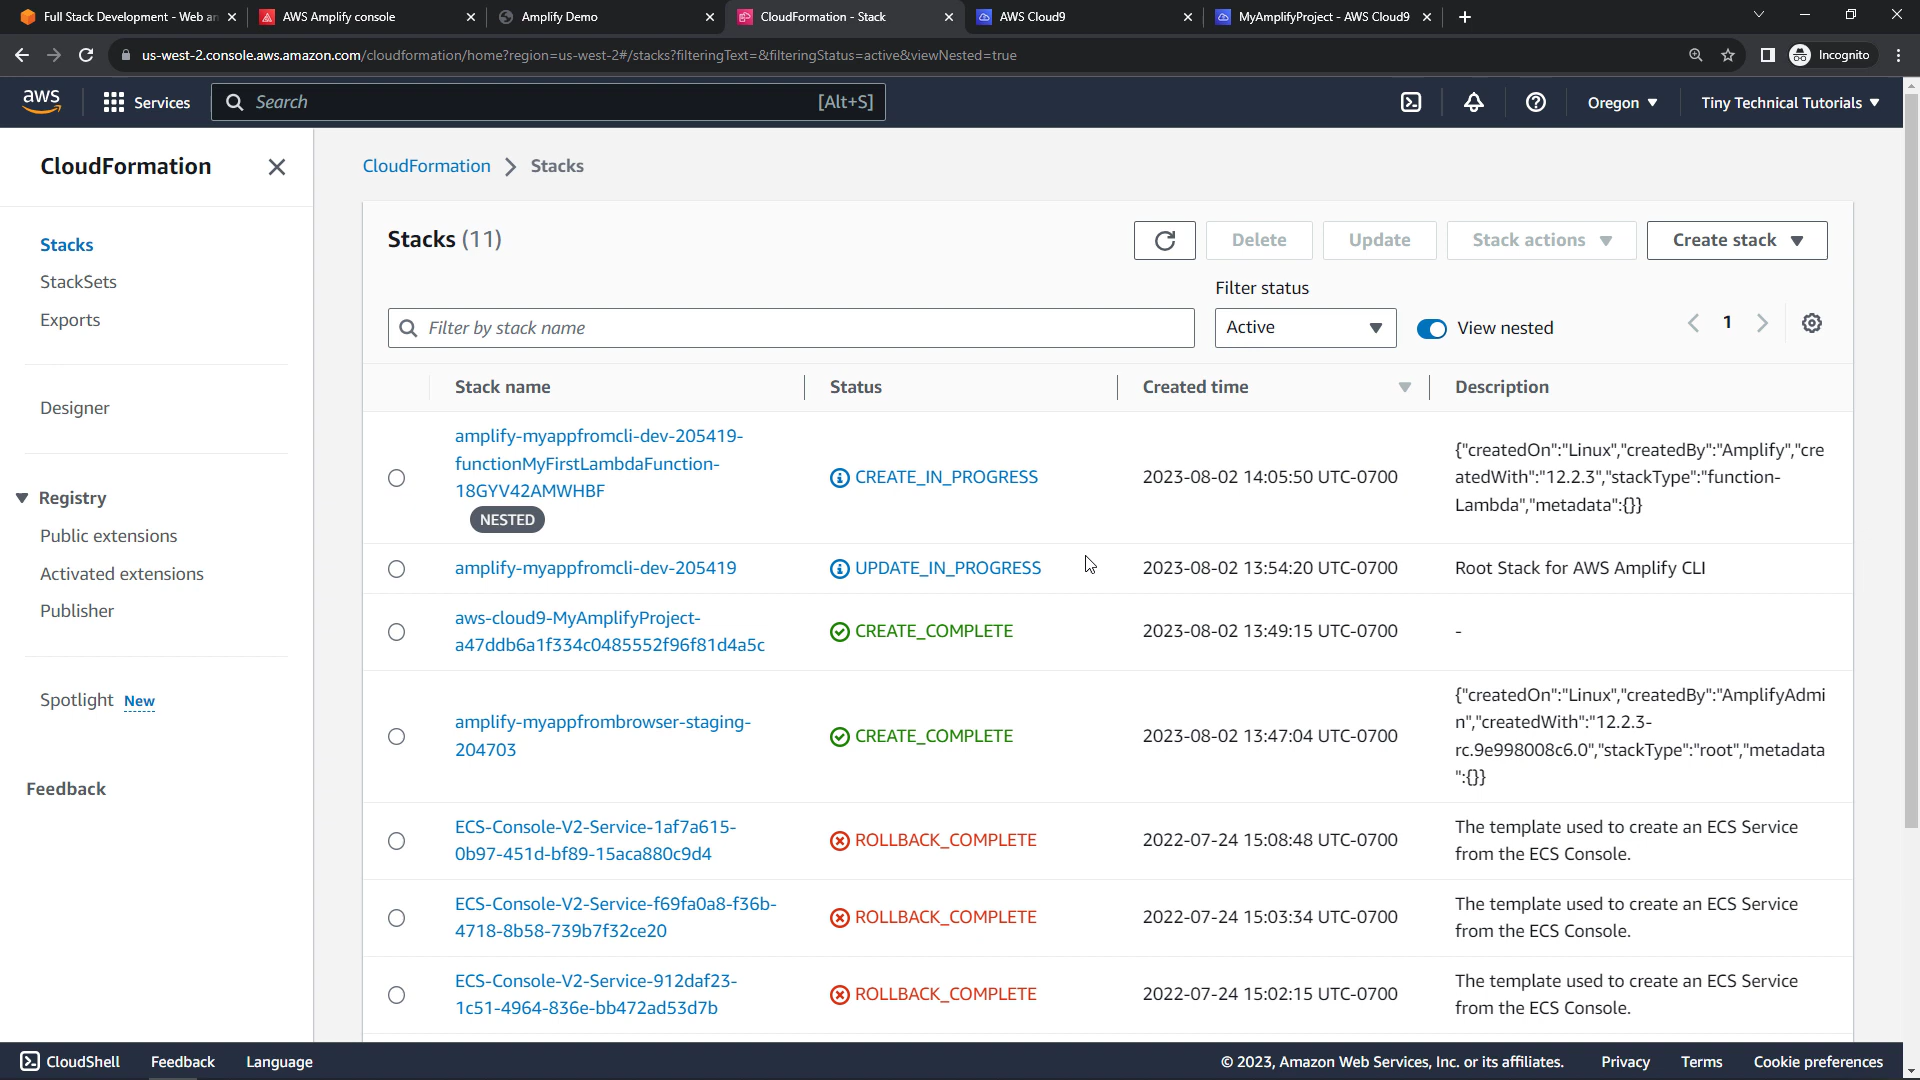 Full Stack Development - Web an
AWS Amplify console
Amplify Demo
CloudFormation - Stack
AWS Cloud9
MyAmplifyProject - AWS Cloud9
us-west-2.console.aws.amazon.com/cloudformation/home?region=us-west-2#/stacks?filteringText=&filteringStatus=active&viewNested=true
Incognito
aws
Services
Search
[Alt+S]
Oregon
Tiny Technical Tutorials
CloudFormation
Stacks
StackSets
Exports
Designer
Registry
Public extensions
Activated extensions
Publisher
Spotlight New
Feedback
CloudFormation
Stacks
Stacks (11)
Delete
Update
Stack actions
Create stack
Filter status
Filter by stack name
Active
View nested
1
Stack name
Status
Created time
Description
amplify-myappfromcli-dev-205419-
functionMyFirstLambdaFunction-
18GYV42AMWHBF
NESTED
CREATE_IN_PROGRESS
2023-08-02 14:05:50 UTC-0700
{"createdOn":"Linux","createdBy":"Amplify","cre
atedWith":"12.2.3","stackType":"function-
Lambda","metadata":{}}
amplify-myappfromcli-dev-205419
UPDATE_IN_PROGRESS
2023-08-02 13:54:20 UTC-0700
Root Stack for AWS Amplify CLI
aws-cloud9-MyAmplifyProject-
a47ddb6a1f334c0485552f96f81d4a5c
CREATE_COMPLETE
2023-08-02 13:49:15 UTC-0700
-
amplify-myappfrombrowser-staging-
204703
CREATE_COMPLETE
2023-08-02 13:47:04 UTC-0700
{"createdOn":"Linux","createdBy":"AmplifyAdmi
n","createdWith":"12.2.3-
rc.9e998008c6.0","stackType":"root","metadata
":{}}
ECS-Console-V2-Service-1af7a615-
0b97-451d-bf89-15aca880c9d4
ROLLBACK_COMPLETE
2022-07-24 15:08:48 UTC-0700
The template used to create an ECS Service
from the ECS Console.
ECS-Console-V2-Service-f69fa0a8-f36b-
4718-8b58-739b7f32ce20
ROLLBACK_COMPLETE
2022-07-24 15:03:34 UTC-0700
The template used to create an ECS Service
from the ECS Console.
ECS-Console-V2-Service-912daf23-
1c51-4964-836e-bb472ad53d7b
ROLLBACK_COMPLETE
2022-07-24 15:02:15 UTC-0700
The template used to create an ECS Service
from the ECS Console.
CloudShell
Feedback
Language
© 2023, Amazon Web Services, Inc. or its affiliates.
Privacy
Terms
Cookie preferences